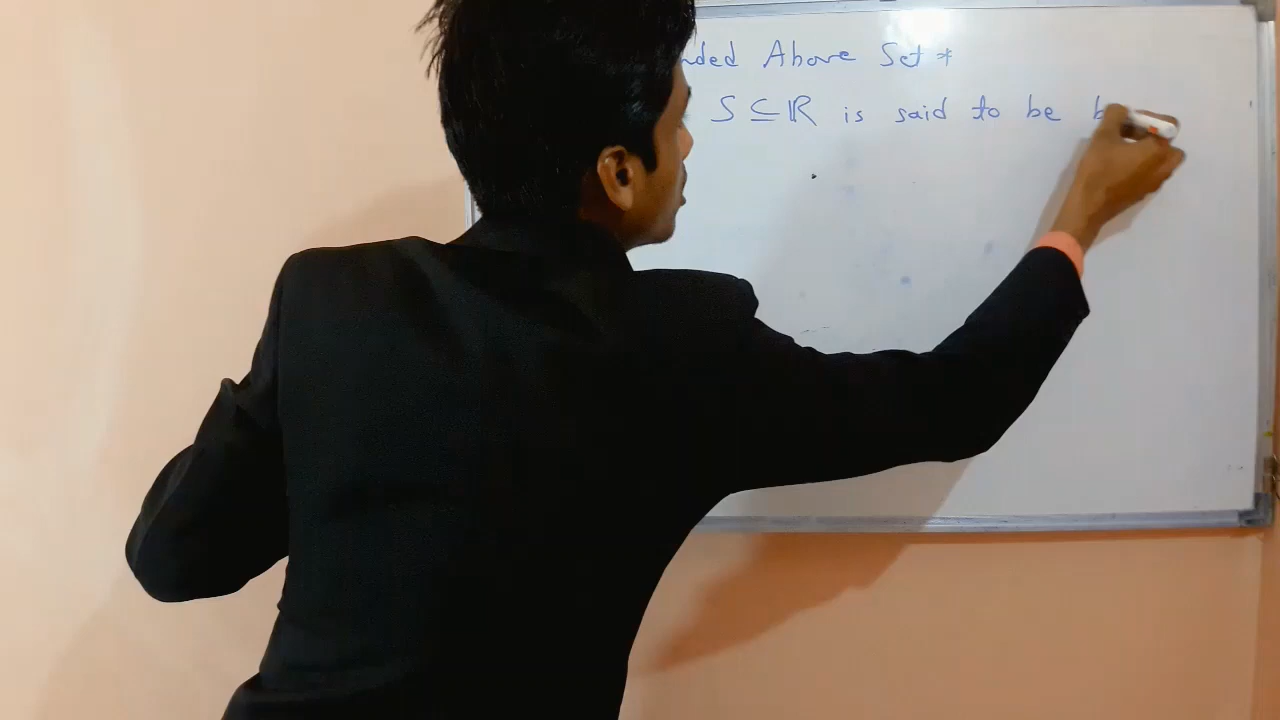 nded Above Set *
S ⊆ ℝ is said to be b